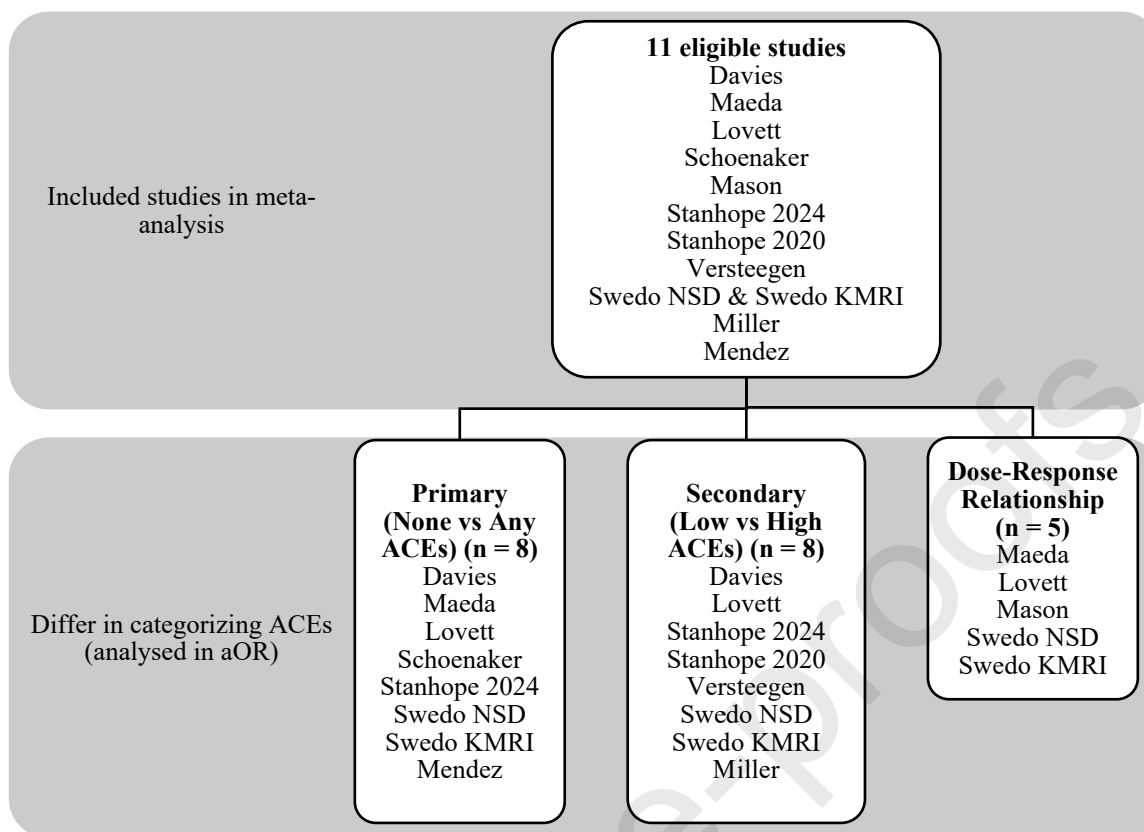 11 eligible studies
Davies
Maeda
Lovett
Schoenaker
Mason
Stanhope 2024
Stanhope 2020
Versteegen
Swedo NSD & Swedo KMRI
Miller
Mendez
Included studies in meta-
analysis
Primary
(None vs Any
ACEs) (n = 8)
Davies
Maeda
Lovett
Schoenaker
Stanhope 2024
Swedo NSD
Swedo KMRI
Mendez
Secondary
(Low vs High
ACEs) (n = 8)
Davies
Lovett
Stanhope 2024
Stanhope 2020
Versteegen
Swedo NSD
Swedo KMRI
Miller
Dose-Response
Relationship
(n = 5)
Maeda
Lovett
Mason
Swedo NSD
Swedo KMRI
Differ in categorizing ACEs
(analysed in aOR)
e-proofs